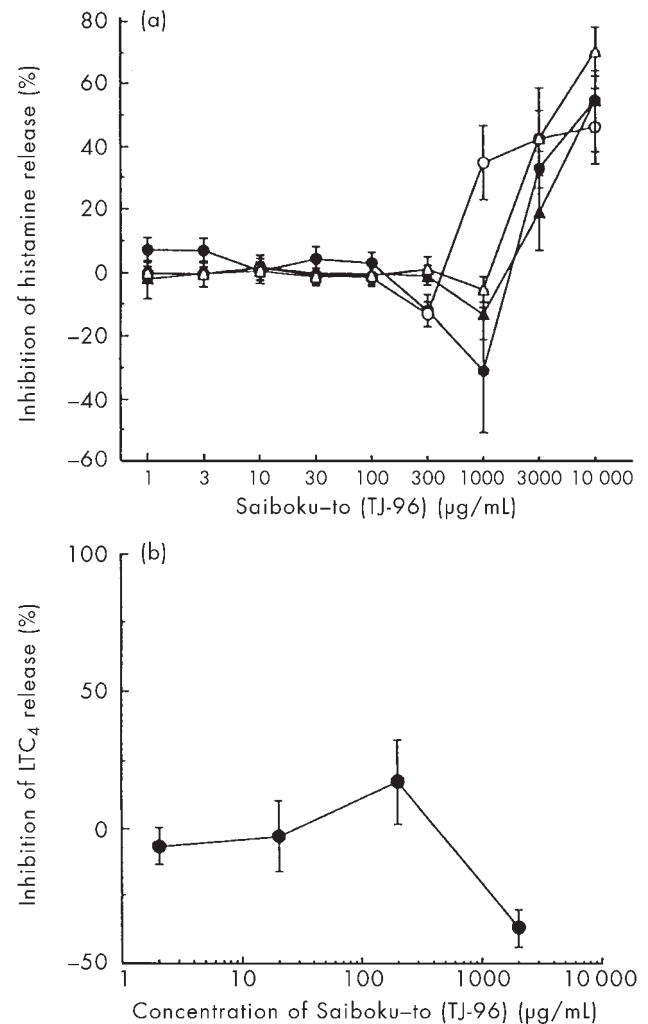 (a)
Inhibition of histamine release (%)
80
60
40
20
0
−20
−40
−60
1 3 10 30 100 300 1000 3000 10 000
Saiboku–to (TJ-96) (µg/mL)
(b)
Inhibition of LTC4 release (%)
100
50
0
−50
1 10 100 1000 10 000
Concentration of Saiboku–to (TJ-96) (µg/mL)